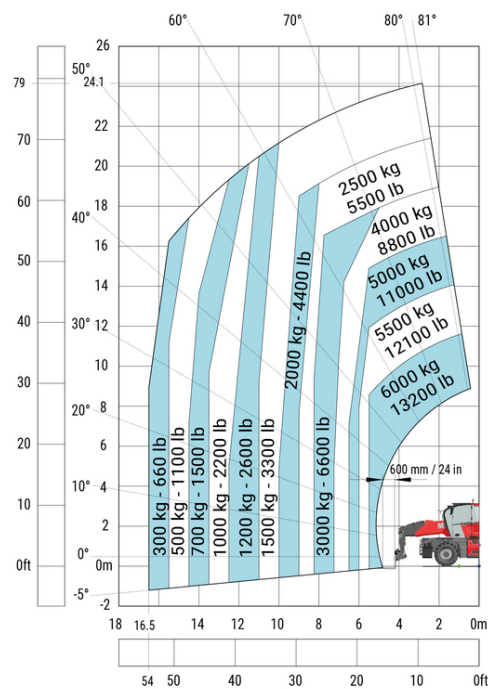 60° 70° 80° 81°
26
50°
79 24.1
22
70
20
2500 kg
5500 lb
60 18
40° 4000 kg
8800 lb
50 16
5000 kg
11000 lb
14
40
30° 12
5500 kg
12100 lb
10
30
6000 kg
13200 lb
20° 8
20 6
600 mm / 24 in
10° 4
10
2
0°
0ft 0m
-5°
-2
300 kg - 660 lb
500 kg - 1100 lb
700 kg - 1500 lb
1000 kg - 2200 lb
1200 kg - 2600 lb
1500 kg - 3300 lb
2000 kg - 4400 lb
3000 kg - 6600 lb
18 16.5 14 12 10 8 6 4 2 0m
54 50 40 30 20 10 0ft